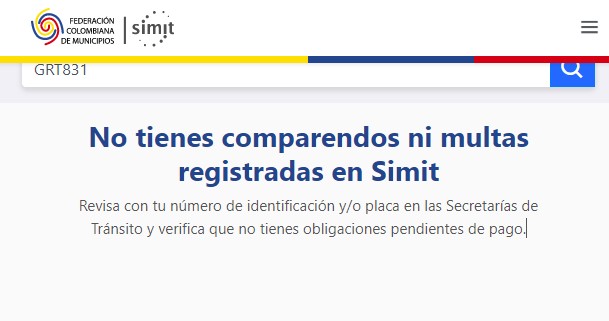 FEDERACIÓN
COLOMBIANA
DE MUNICIPIOS
simit
GRT831
No tienes comparendos ni multas
registradas en Simit
Revisa con tu número de identificación y/o placa en las Secretarías de
Tránsito y verifica que no tienes obligaciones pendientes de pago.